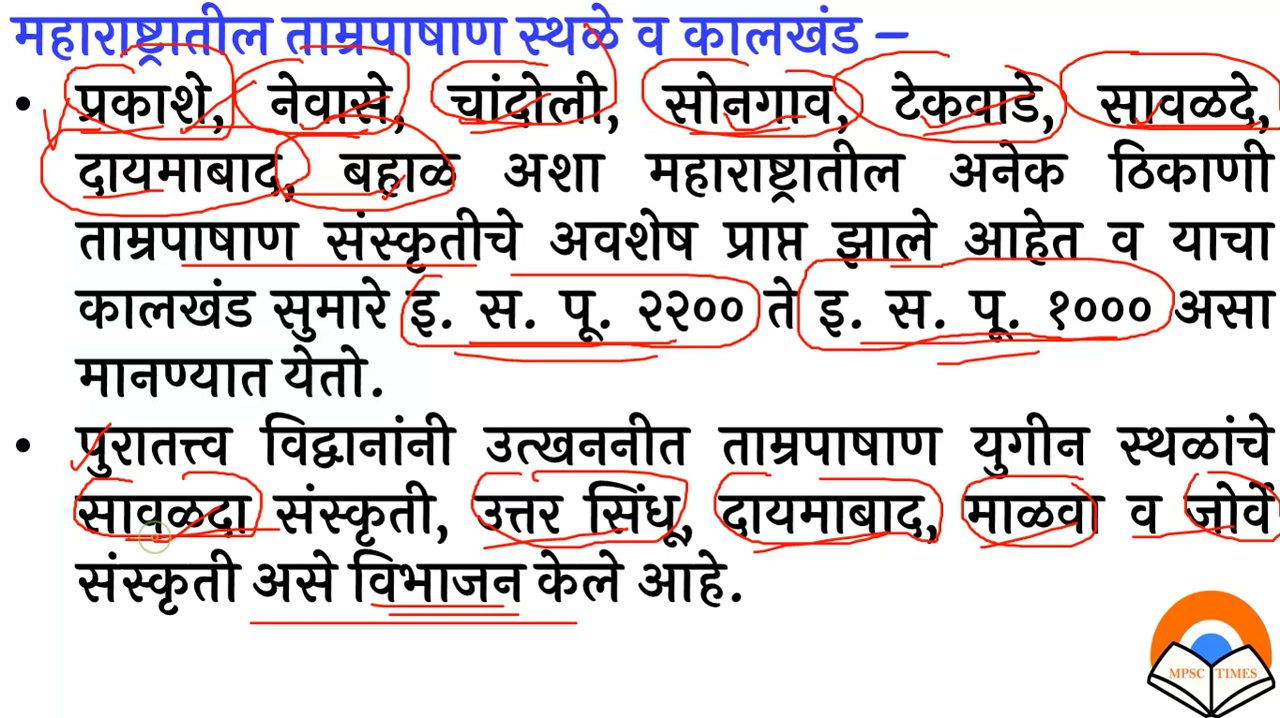 महाराष्ट्रातील ताम्रपाषाण स्थळे व कालखंड –
• प्रकाशे, नेवासे, चांदोली, सोनगाव, टेकवाडे, सावळदे,
दायमाबाद, बहाळ अशा महाराष्ट्रातील अनेक ठिकाणी
ताम्रपाषाण संस्कृतीचे अवशेष प्राप्त झाले आहेत व याचा
कालखंड सुमारे इ. स. पू. २२०० ते इ. स. पू. १००० असा
मानण्यात येतो.
• पुरातत्त्व विद्वानांनी उत्खननीत ताम्रपाषाण युगीन स्थळांचे
सावळदा संस्कृती, उत्तर सिंधू, दायमाबाद, माळवा व जोर्वे
संस्कृती असे विभाजन केले आहे.
MPSC TIMES